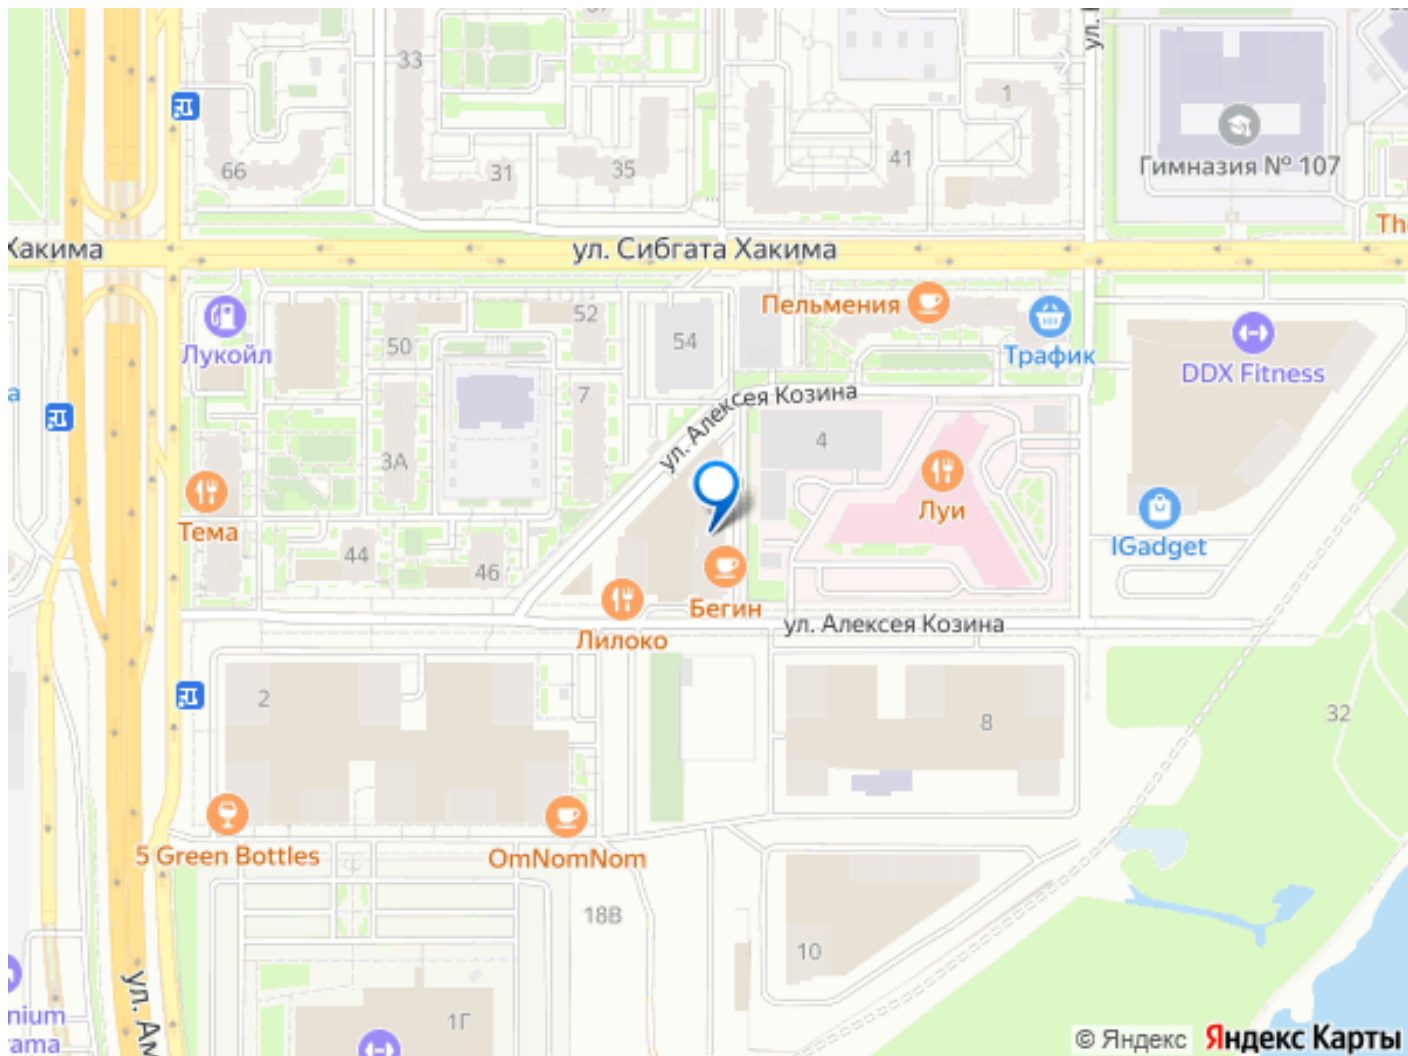 33
1
ул.
66
31
35
41
Гимназия № 107
The
Хакима
ул. Сибгата Хакима
Лукойл
50
52
54
Пельмения
Трафик
DDX Fitness
а
7
ул. Алексея Козина
4
3А
Тема
Луи
IGadget
44
46
Бегин
Лилоко
ул. Алексея Козина
2
8
32
5 Green Bottles
OmNomNom
18В
10
ул. Ам
nium
ama
1Г
© Яндекс
Яндекс Карты